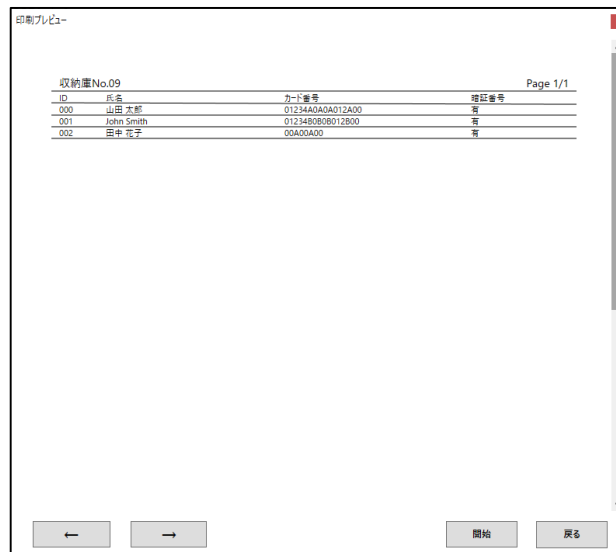 印刷プレビュー
収納庫No.09 Page 1/1
ID 氏名 カード番号 暗証番号
000 山田 太郎 01234A0A0A012A00 有
001 John Smith 01234B0B0B012B00 有
002 田中 花子 00A00A00 有
← → 開始 戻る